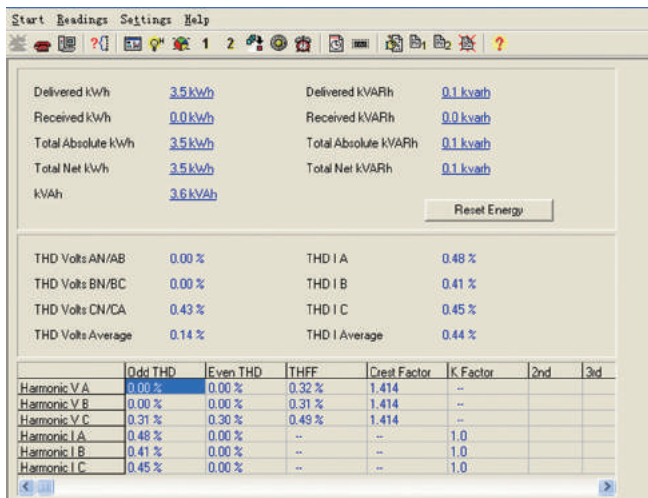 Start Readings Settings Help
?{} 1 2 1 2 ?
Delivered kWh 3.5 kWh Delivered kVARh 0.1 kvarh
Received kWh 0.0 kWh Received kVARh 0.0 kvarh
Total Absolute kWh 3.5 kWh Total Absolute kVARh 0.1 kvarh
Total Net kWh 3.5 kWh Total Net kVARh 0.1 kvarh
kVAh 3.6 kVAh
Reset Energy
THD Volts AN/AB 0.00 % THD I A 0.48 %
THD Volts BN/BC 0.00 % THD I B 0.41 %
THD Volts CN/CA 0.43 % THD I C 0.45 %
THD Volts Average 0.14 % THD I Average 0.44 %
Odd THD Even THD THFF Crest Factor K Factor 2nd 3rd
Harmonic V A 0.00 % 0.00 % 0.32 % 1.414 --
Harmonic V B 0.00 % 0.00 % 0.31 % 1.414 --
Harmonic V C 0.31 % 0.30 % 0.49 % 1.414 --
Harmonic I A 0.48 % 0.00 % -- -- 1.0
Harmonic I B 0.41 % 0.00 % -- -- 1.0
Harmonic I C 0.45 % 0.00 % -- -- 1.0